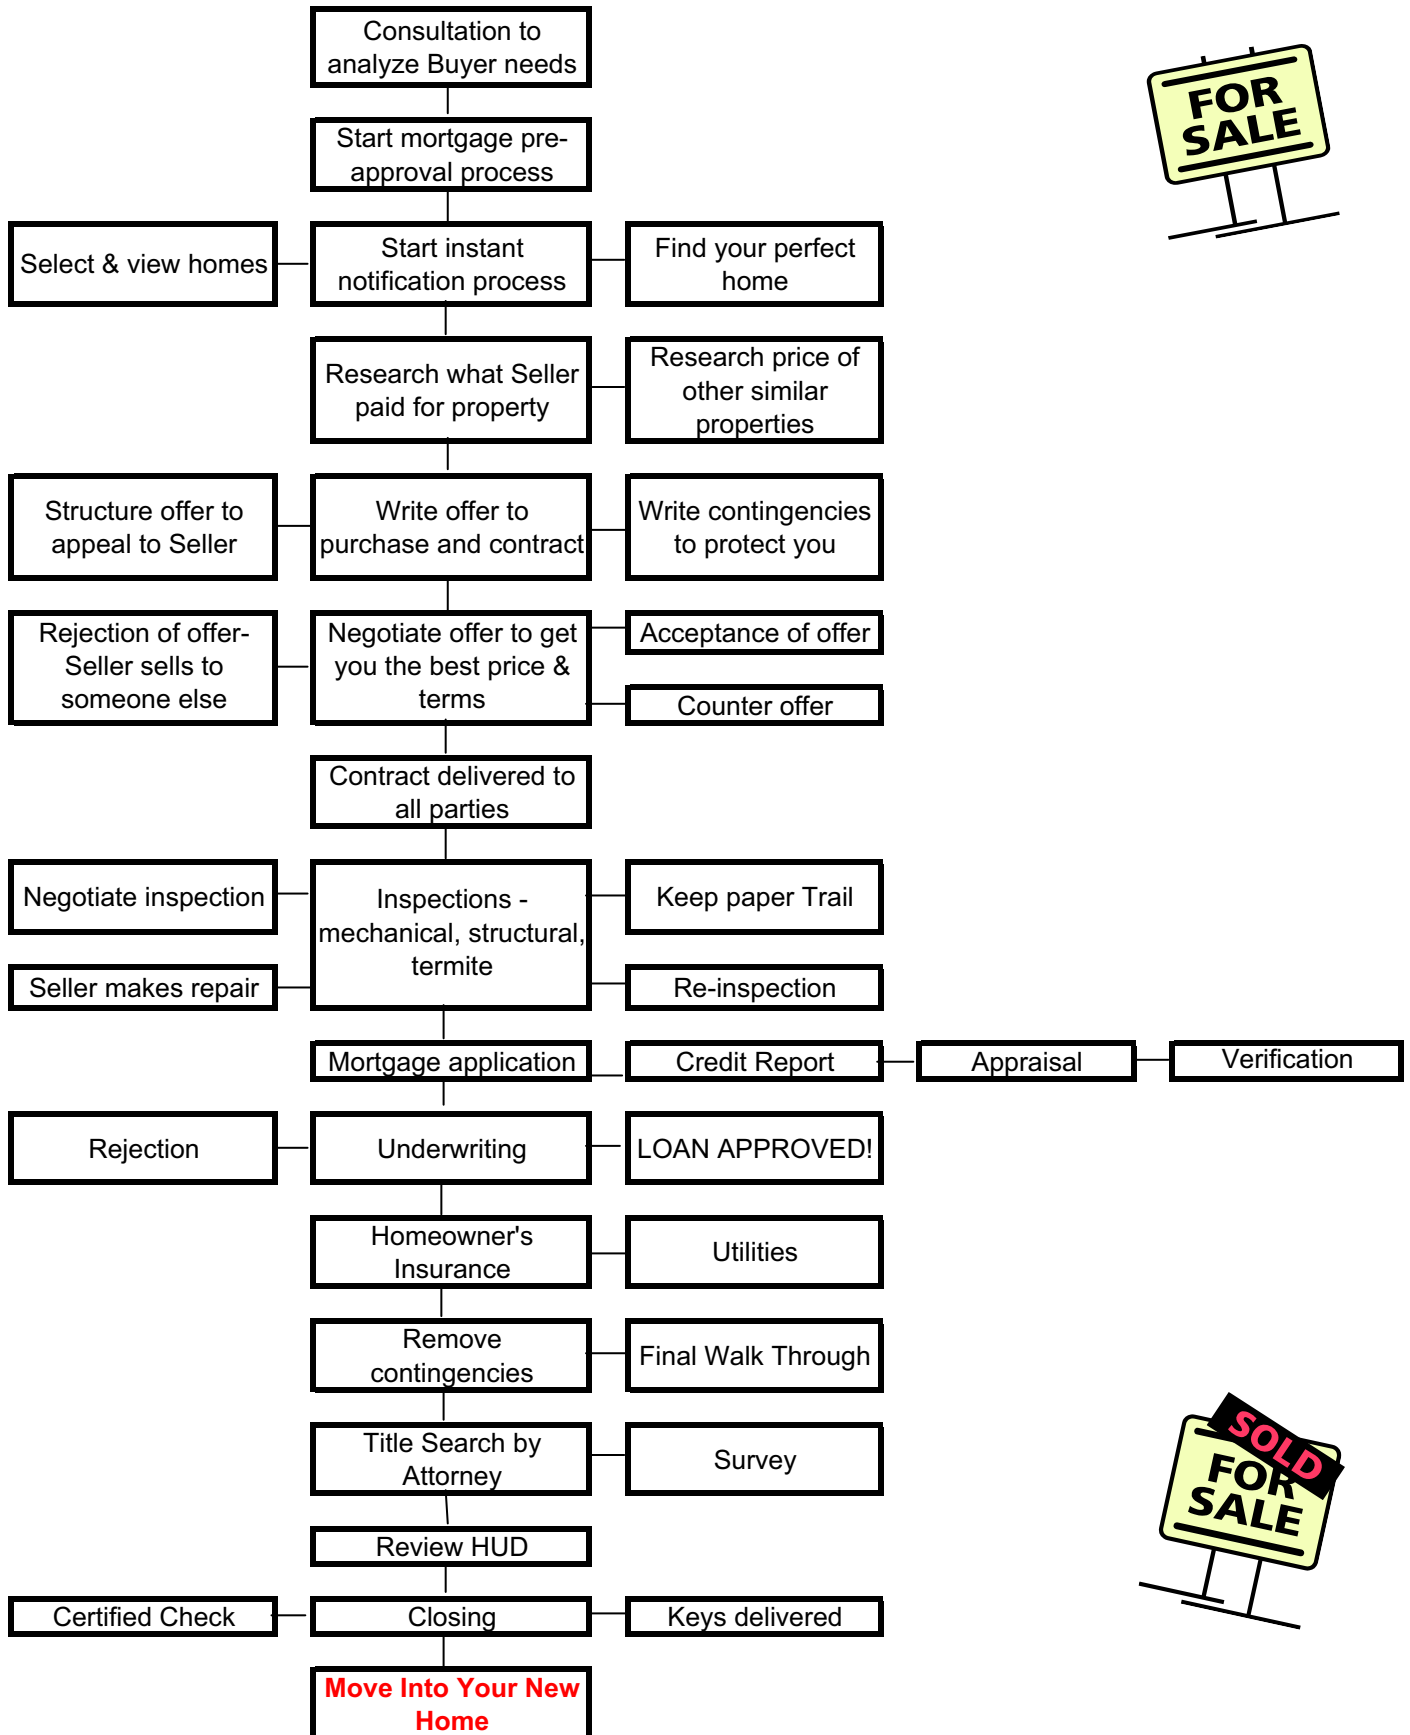 Consultation to
analyze Buyer needs
FOR
SALE
Start mortgage pre-
approval process
Select & view homes
Start instant
notification process
Find your perfect
home
Research what Seller
paid for property
Research price of
other similar
properties
Structure offer to
appeal to Seller
Write offer to
purchase and contract
Write contingencies
to protect you
Rejection of offer-
Seller sells to
someone else
Negotiate offer to get
you the best price &
terms
Acceptance of offer
Counter offer
Contract delivered to
all parties
Negotiate inspection
Seller makes repair
Inspections -
mechanical, structural,
termite
Keep paper Trail
Re-inspection
Mortgage application
Credit Report
Appraisal
Verification
Rejection
Underwriting
LOAN APPROVED!
Homeowner's
Insurance
Utilities
Remove
contingencies
Final Walk Through
Title Search by
Attorney
Survey
SOLD
FOR
SALE
Review HUD
Certified Check
Closing
Keys delivered
Move Into Your New
Home